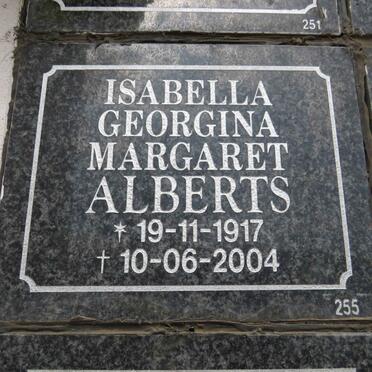 251
ISABELLA
GEORGINA
MARGARET
ALBERTS
* 19-11-1917
† 10-06-2004
255